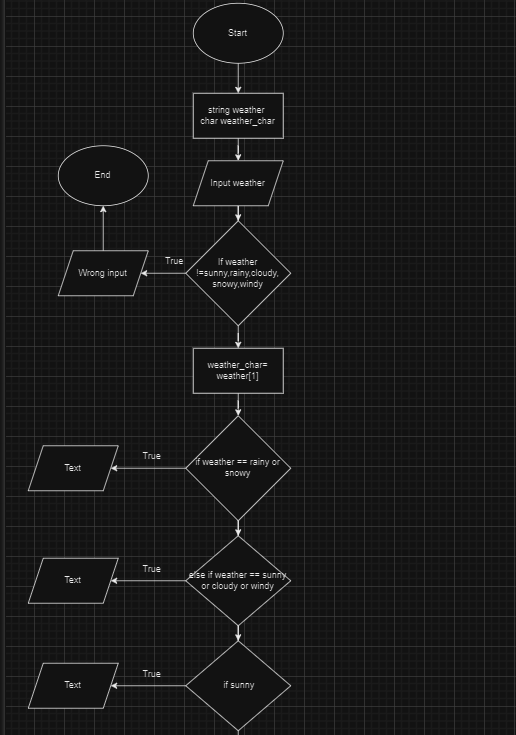 Start
string weather
char weather_char
End
Input weather
True
If weather
!=sunny,rainy,cloudy,
snowy,windy
Wrong input
weather_char=
weather[1]
True
if weather == rainy or
snowy
Text
True
else if weather == sunny
or cloudy or windy
Text
True
if sunny
Text